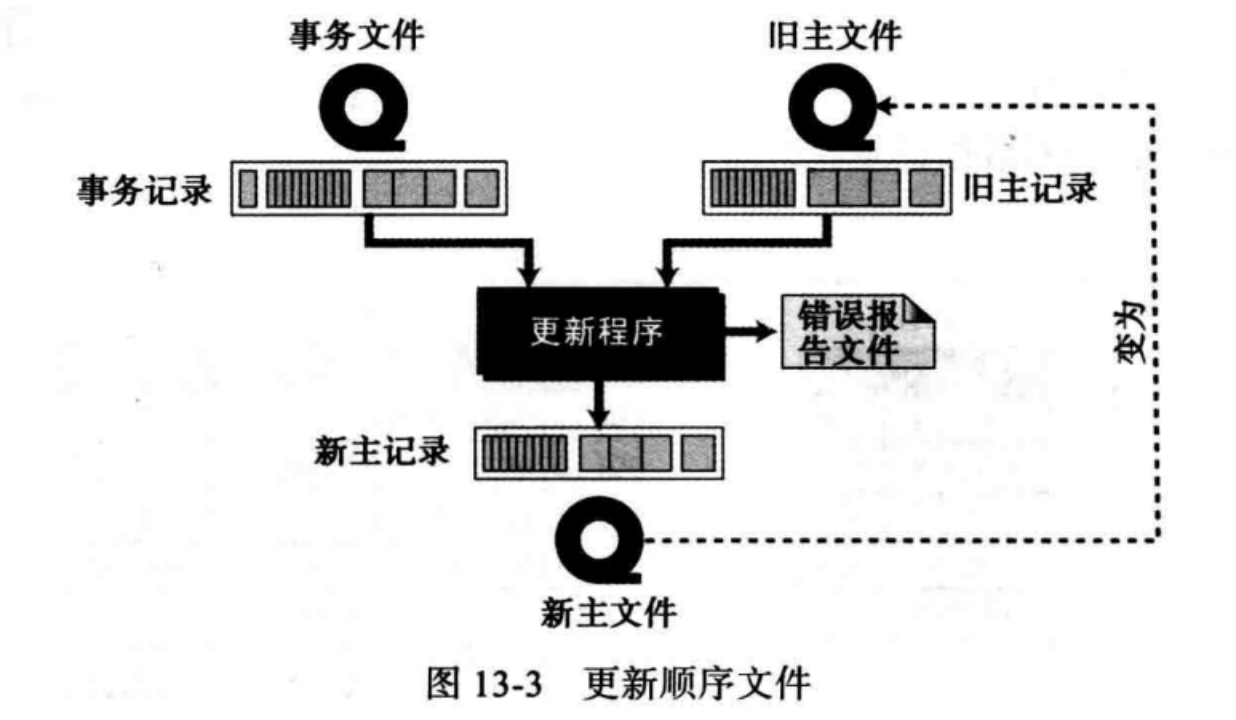 事务文件
旧主文件
事务记录
旧主记录
更新程序
错误报
告文件
变为
新主记录
新主文件
图 13-3 更新顺序文件